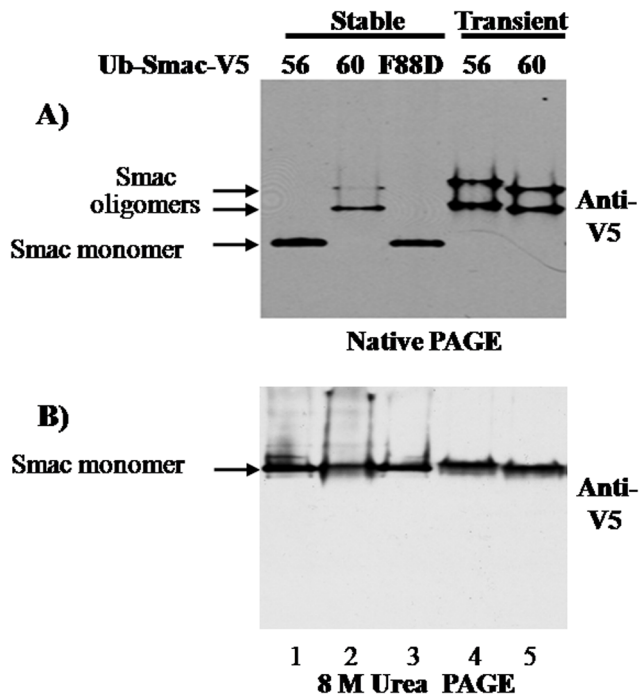 Stable Transient
Ub-Smac-V5 56 60 F88D 56 60
A)
Smac
oligomers
Smac monomer
Anti-
V5
Native PAGE
B)
Smac monomer
Anti-
V5
1 2 3 4 5
8 M Urea PAGE